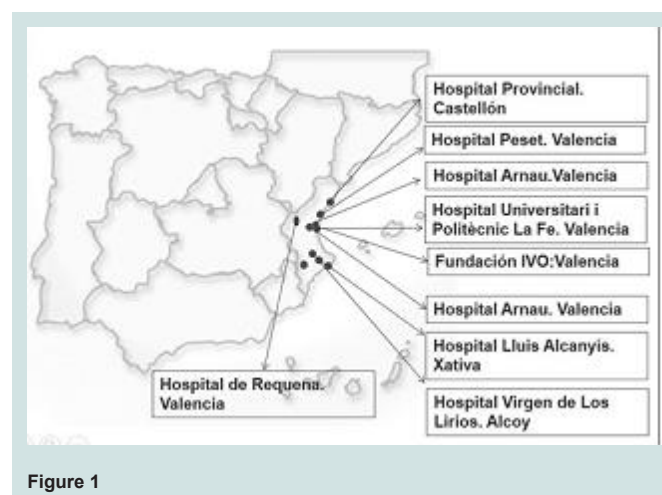 Hospital Provincial.
Castellón
Hospital Peset. Valencia
Hospital Arnau.Valencia
Hospital Universitari i
Politècnic La Fe. Valencia
Fundación IVO:Valencia
Hospital Arnau. Valencia
Hospital Lluis Alcanyis.
Xativa
Hospital Virgen de Los
Lirios. Alcoy
Hospital de Requena.
Valencia
Figure 1